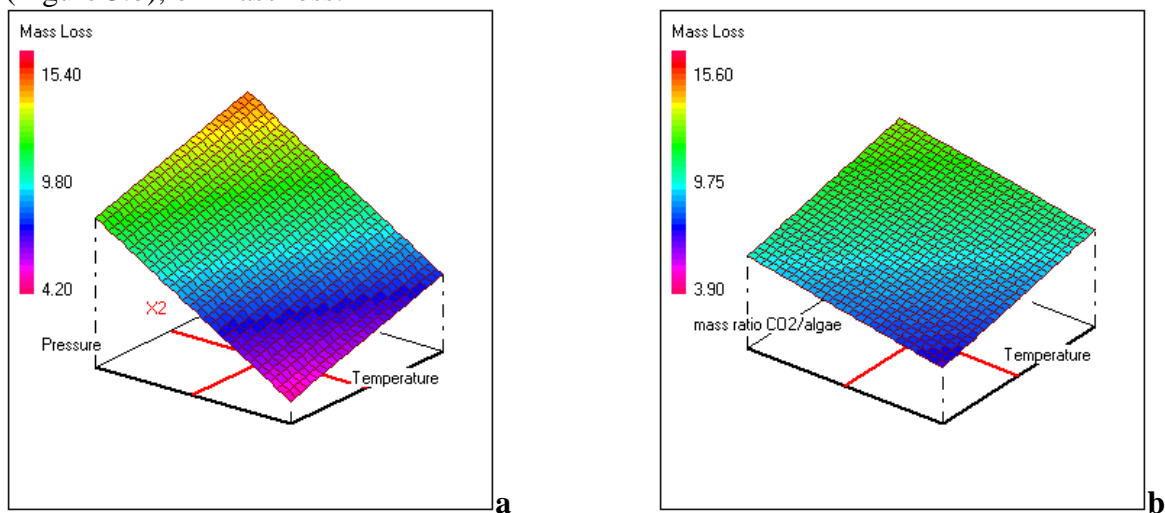 Mass Loss
15.40
9.80
4.20
X2
Pressure
Temperature
a
Mass Loss
15.60
9.75
3.90
mass ratio CO2/algae
Temperature
b